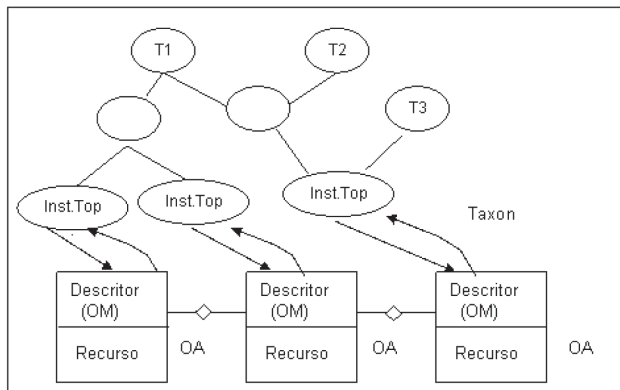 T1
T2
T3
Inst.Top
Inst.Top
Inst.Top
Taxon
Descritor
(OM)
Recurso
OA
Descritor
(OM)
Recurso
OA
Descritor
(OM)
Recurso
OA